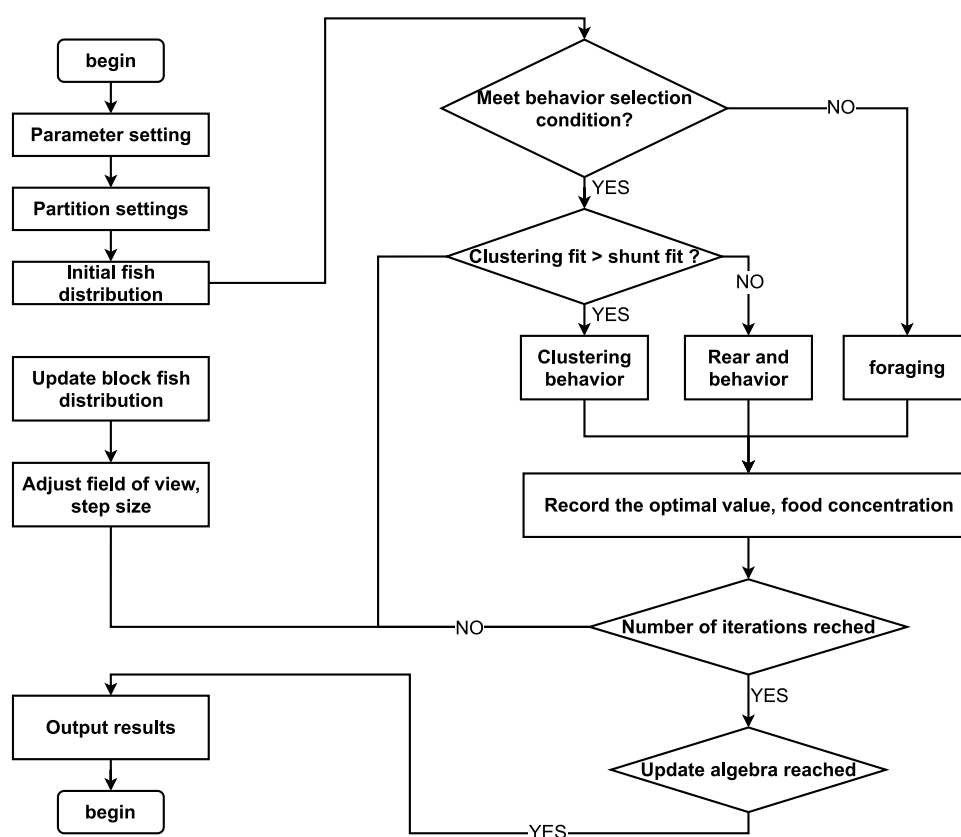 begin
Parameter setting
Partition settings
Initial fish
distribution
Update block fish
distribution
Adjust field of view,
step size
Output results
begin
Meet behavior selection
condition?
NO
YES
Clustering fit > shunt fit ?
NO
YES
Clustering
behavior
Rear and
behavior
foraging
Record the optimal value, food concentration
Number of iterations reched
NO
YES
Update algebra reached
YES